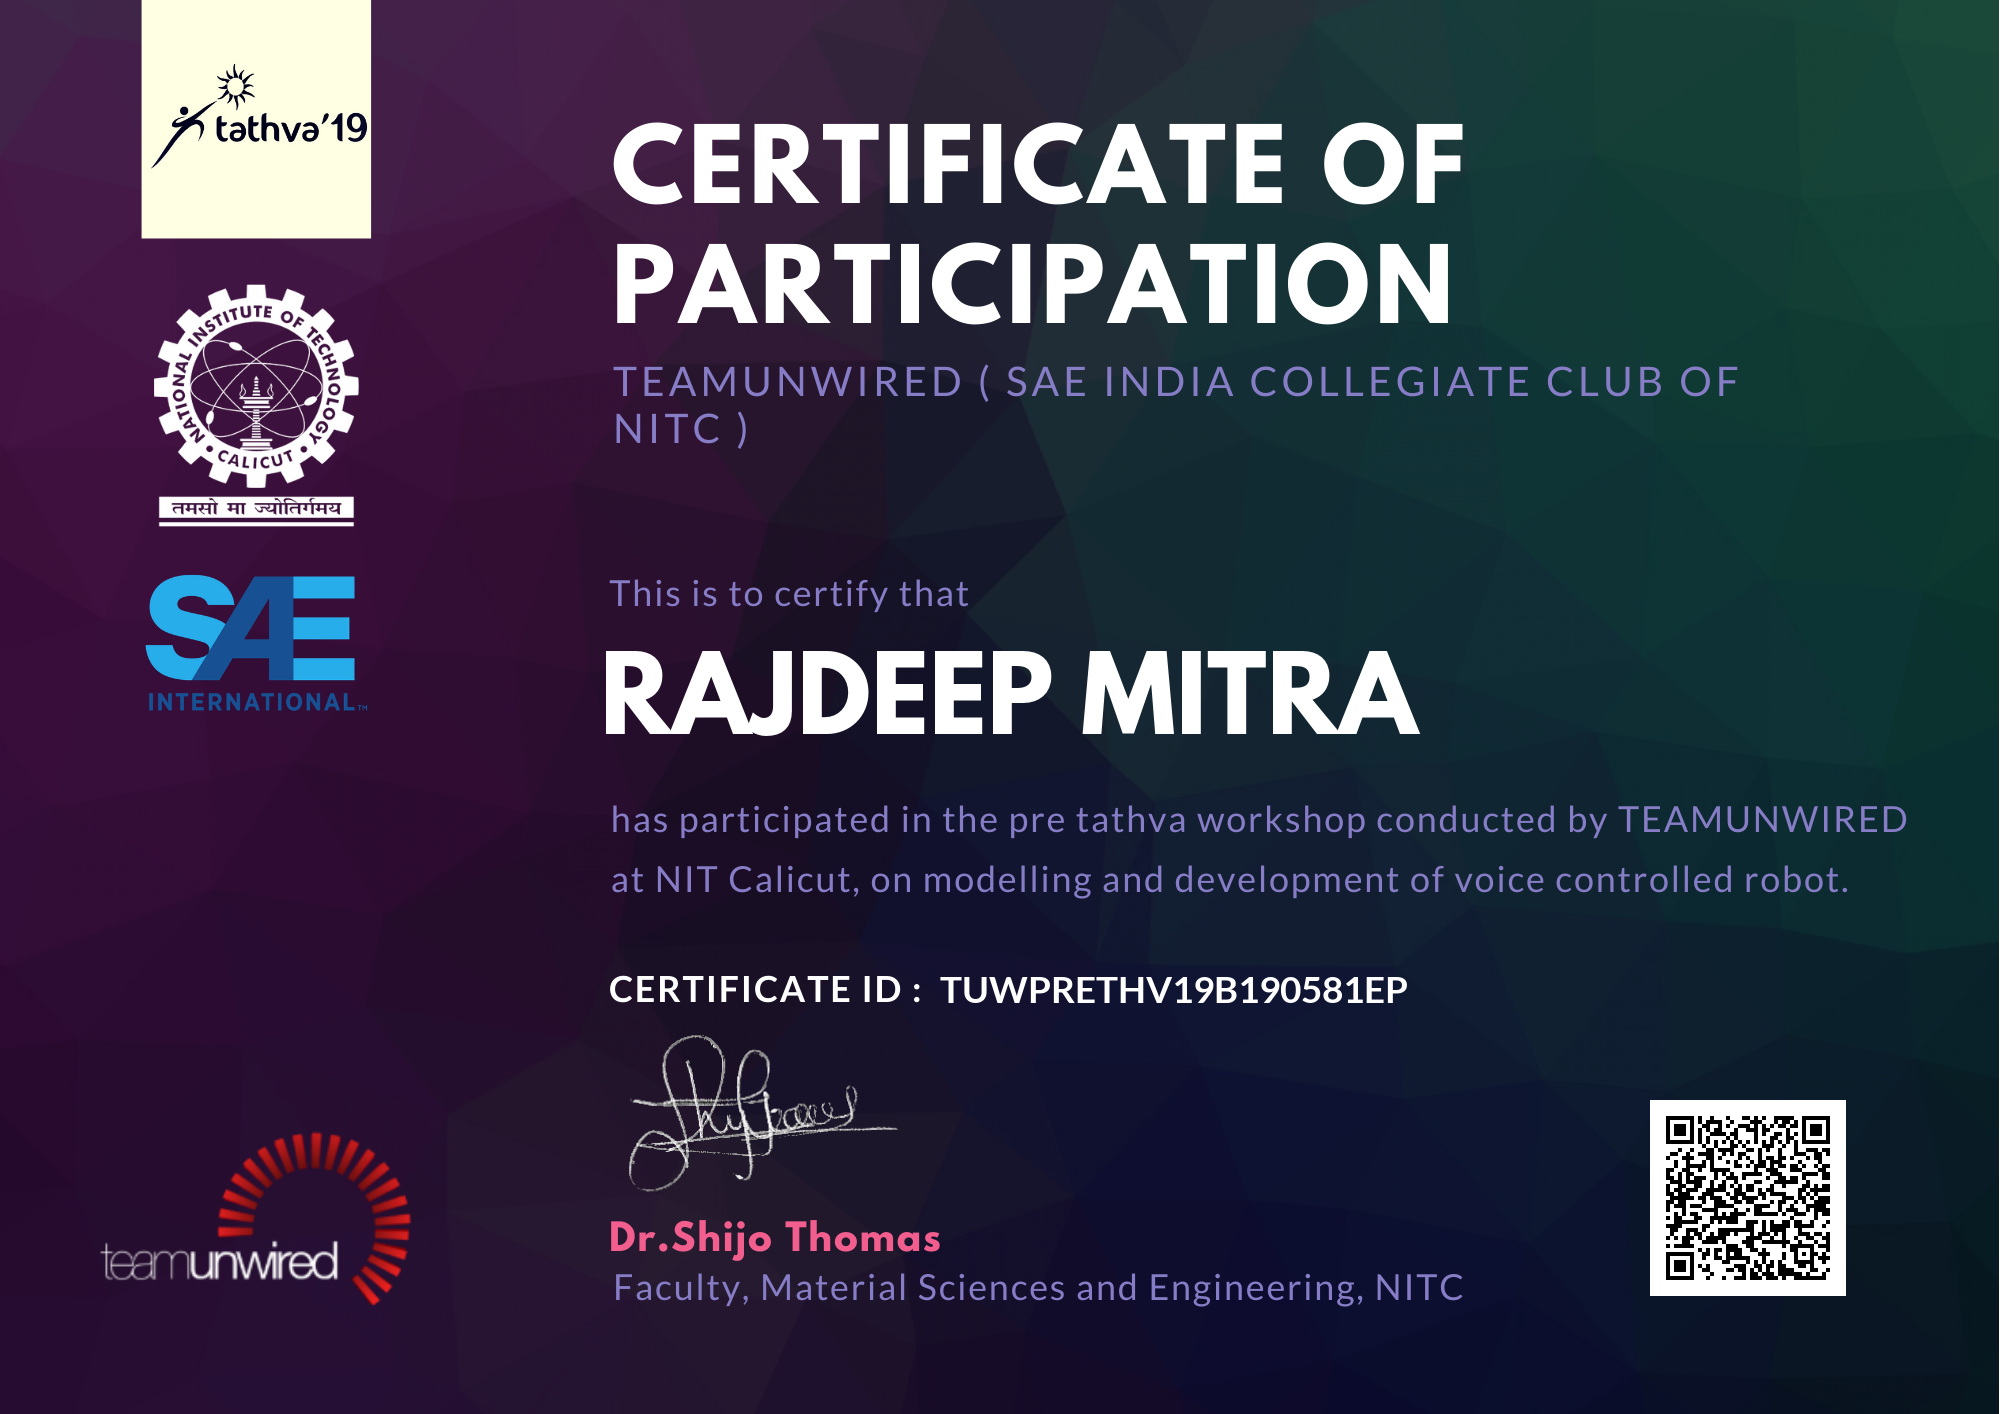 tathva'19
NATIONAL INSTITUTE OF TECHNOLOGY
• CALICUT •
तमसो मा ज्योतिर्गमय
SAE
INTERNATIONAL™
CERTIFICATE OF
PARTICIPATION
TEAMUNWIRED ( SAE INDIA COLLEGIATE CLUB OF
NITC )
This is to certify that
RAJDEEP MITRA
has participated in the pre tathva workshop conducted by TEAMUNWIRED
at NIT Calicut, on modelling and development of voice controlled robot.
CERTIFICATE ID : TUWPRETHV19B190581EP
Dr.Shijo Thomas
Faculty, Material Sciences and Engineering, NITC
teamunwired